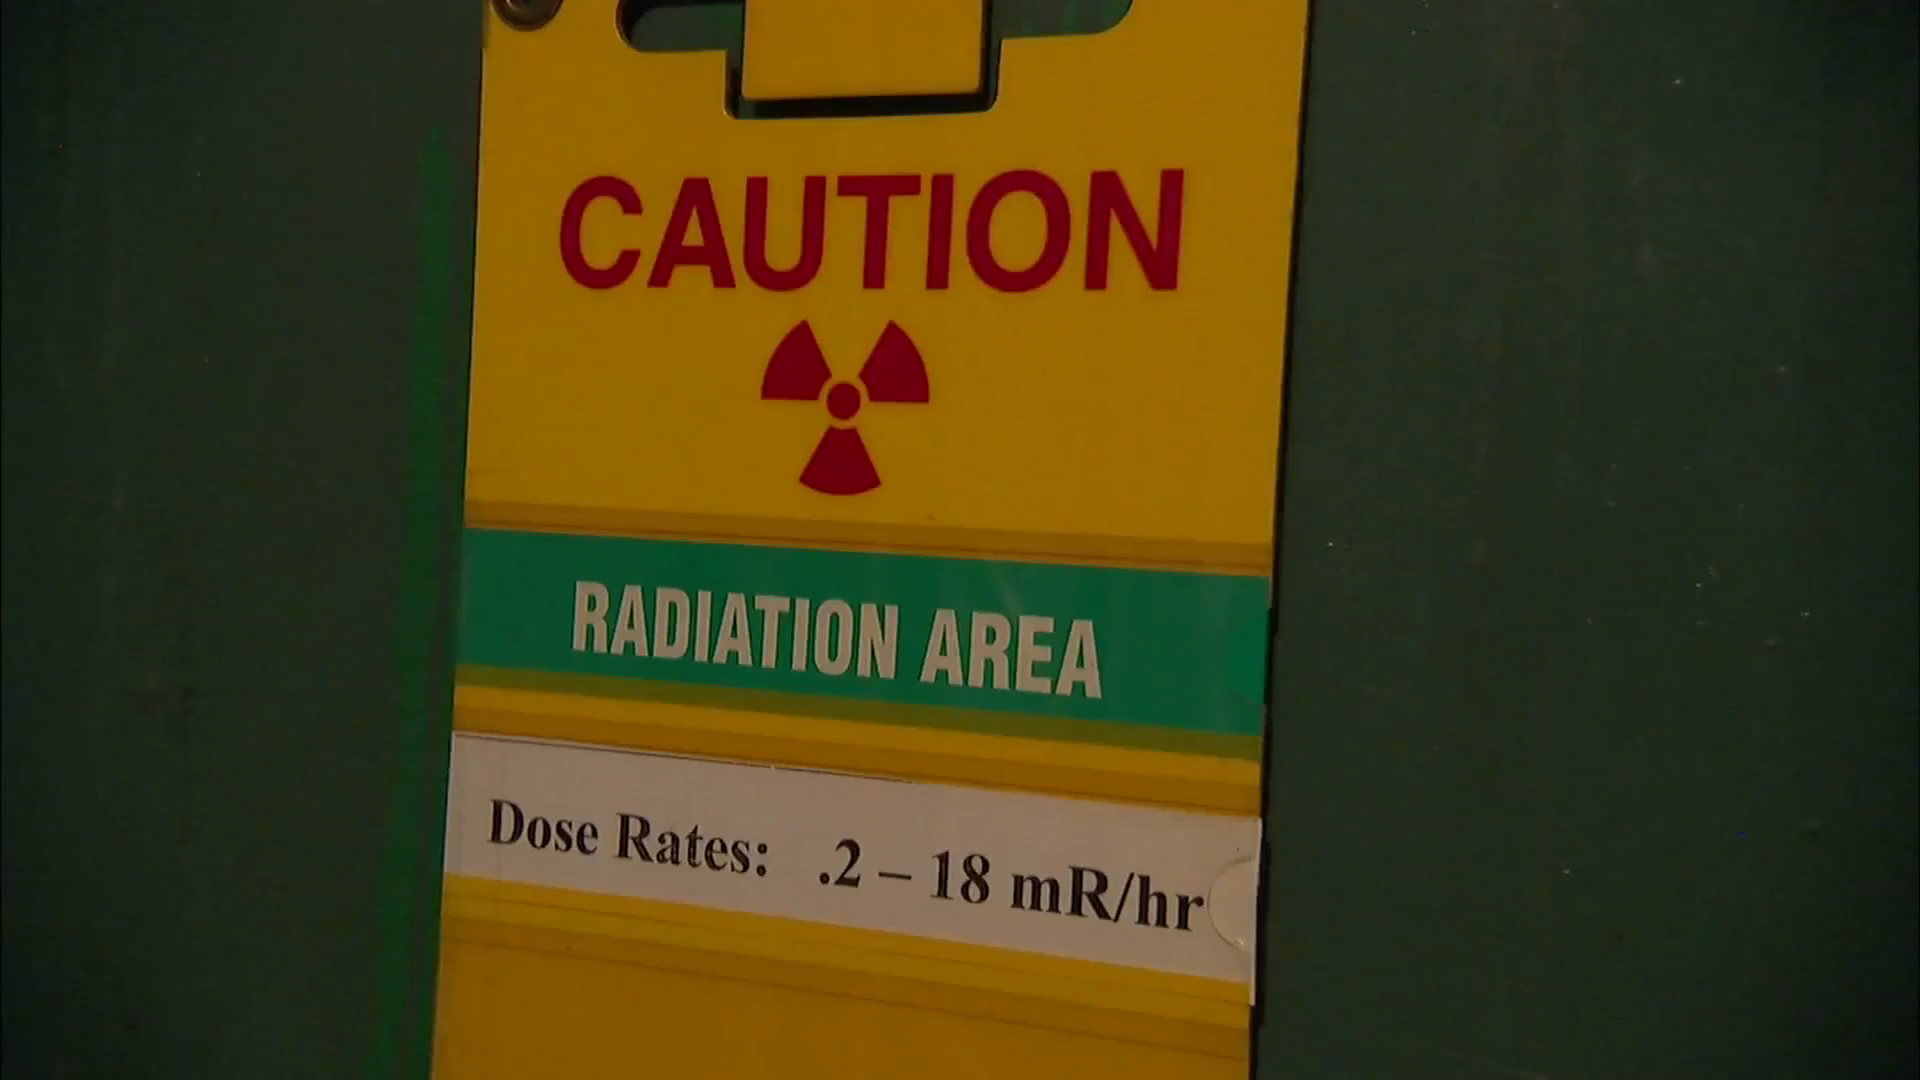 CAUTION
RADIATION AREA
Dose Rates: .2 – 18 mR/hr